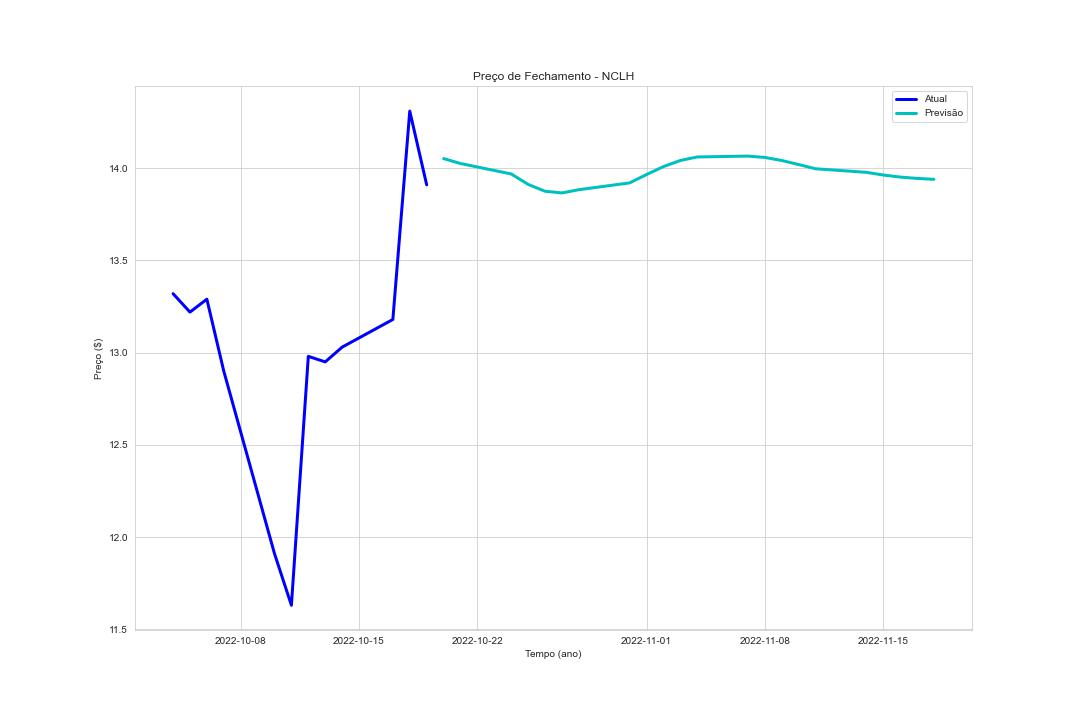 Preço de Fechamento - NCLH
Atual
Previsão
14.0
13.5
13.0
12.5
12.0
11.5
Preço ($)
2022-10-08
2022-10-15
2022-10-22
2022-11-01
2022-11-08
2022-11-15
Tempo (ano)